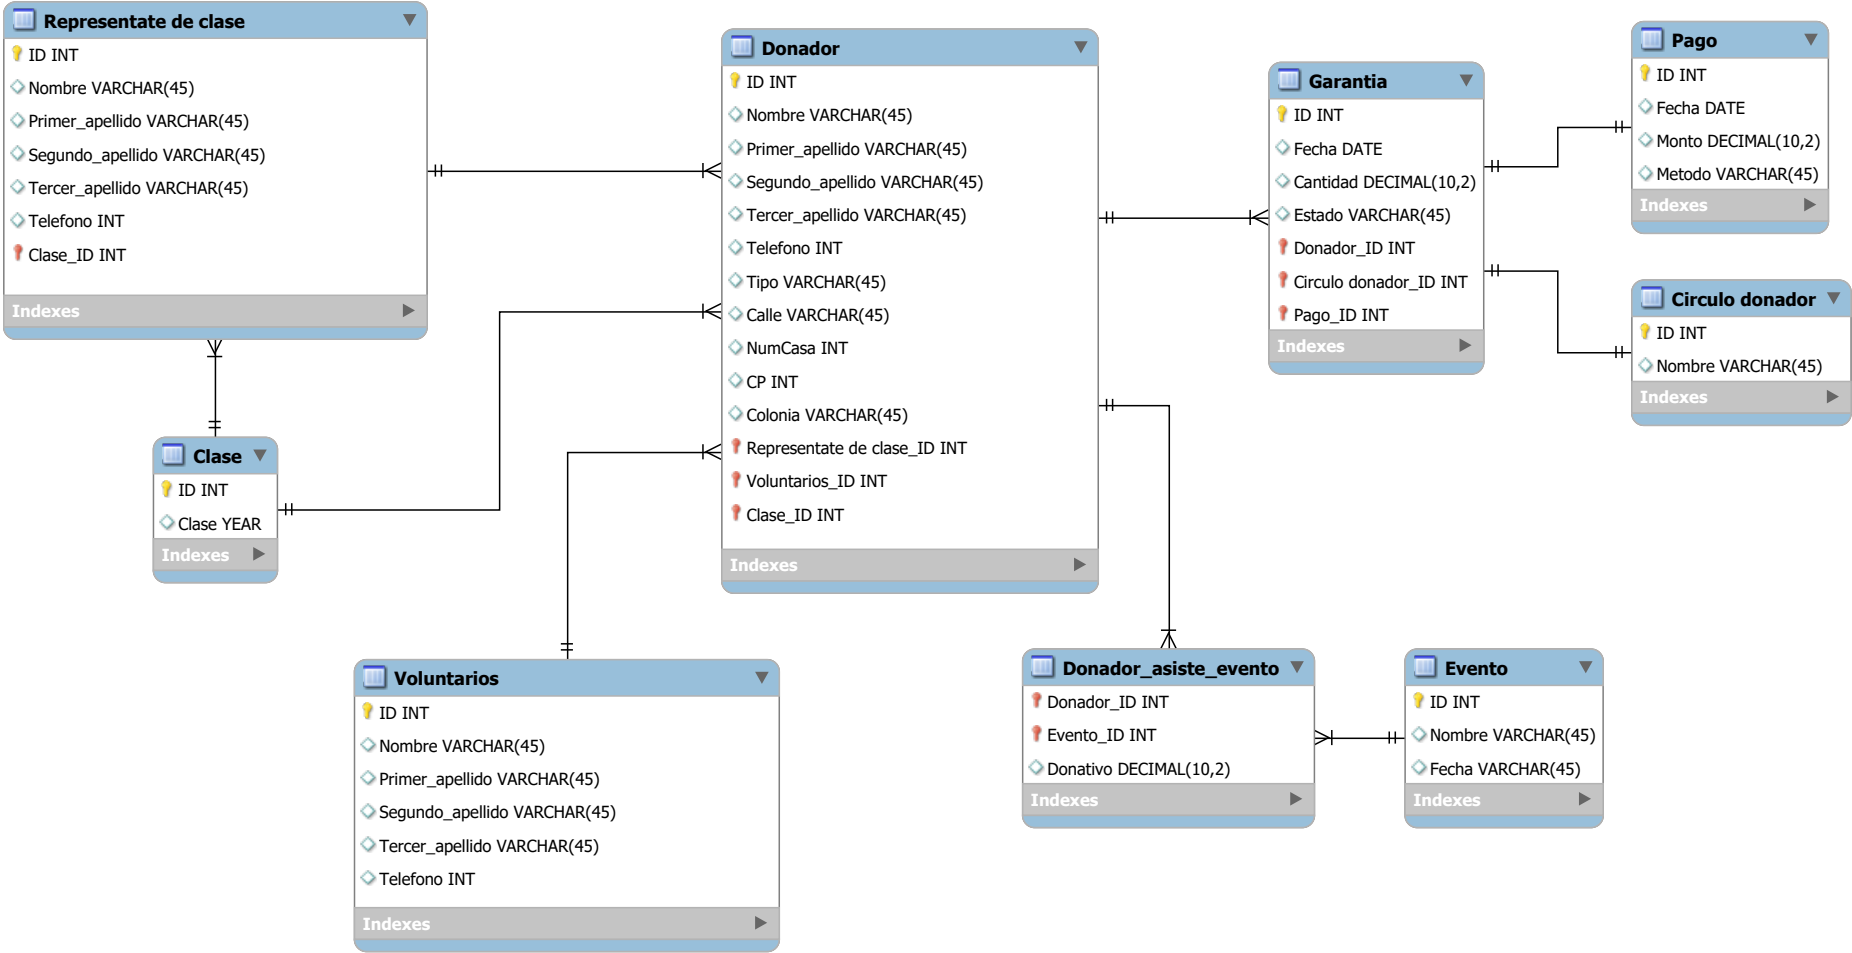 Representate de clase
ID INT
Nombre VARCHAR(45)
Primer_apellido VARCHAR(45)
Segundo_apellido VARCHAR(45)
Tercer_apellido VARCHAR(45)
Telefono INT
Clase_ID INT
Indexes
Clase
ID INT
Clase YEAR
Indexes
Donador
ID INT
Nombre VARCHAR(45)
Primer_apellido VARCHAR(45)
Segundo_apellido VARCHAR(45)
Tercer_apellido VARCHAR(45)
Telefono INT
Tipo VARCHAR(45)
Calle VARCHAR(45)
NumCasa INT
CP INT
Colonia VARCHAR(45)
Representate de clase_ID INT
Voluntarios_ID INT
Clase_ID INT
Indexes
Garantia
ID INT
Fecha DATE
Cantidad DECIMAL(10,2)
Estado VARCHAR(45)
Donador_ID INT
Circulo donador_ID INT
Pago_ID INT
Indexes
Pago
ID INT
Fecha DATE
Monto DECIMAL(10,2)
Metodo VARCHAR(45)
Indexes
Circulo donador
ID INT
Nombre VARCHAR(45)
Indexes
Voluntarios
ID INT
Nombre VARCHAR(45)
Primer_apellido VARCHAR(45)
Segundo_apellido VARCHAR(45)
Tercer_apellido VARCHAR(45)
Telefono INT
Indexes
Donador_asiste_evento
Donador_ID INT
Evento_ID INT
Donativo DECIMAL(10,2)
Indexes
Evento
ID INT
Nombre VARCHAR(45)
Fecha VARCHAR(45)
Indexes